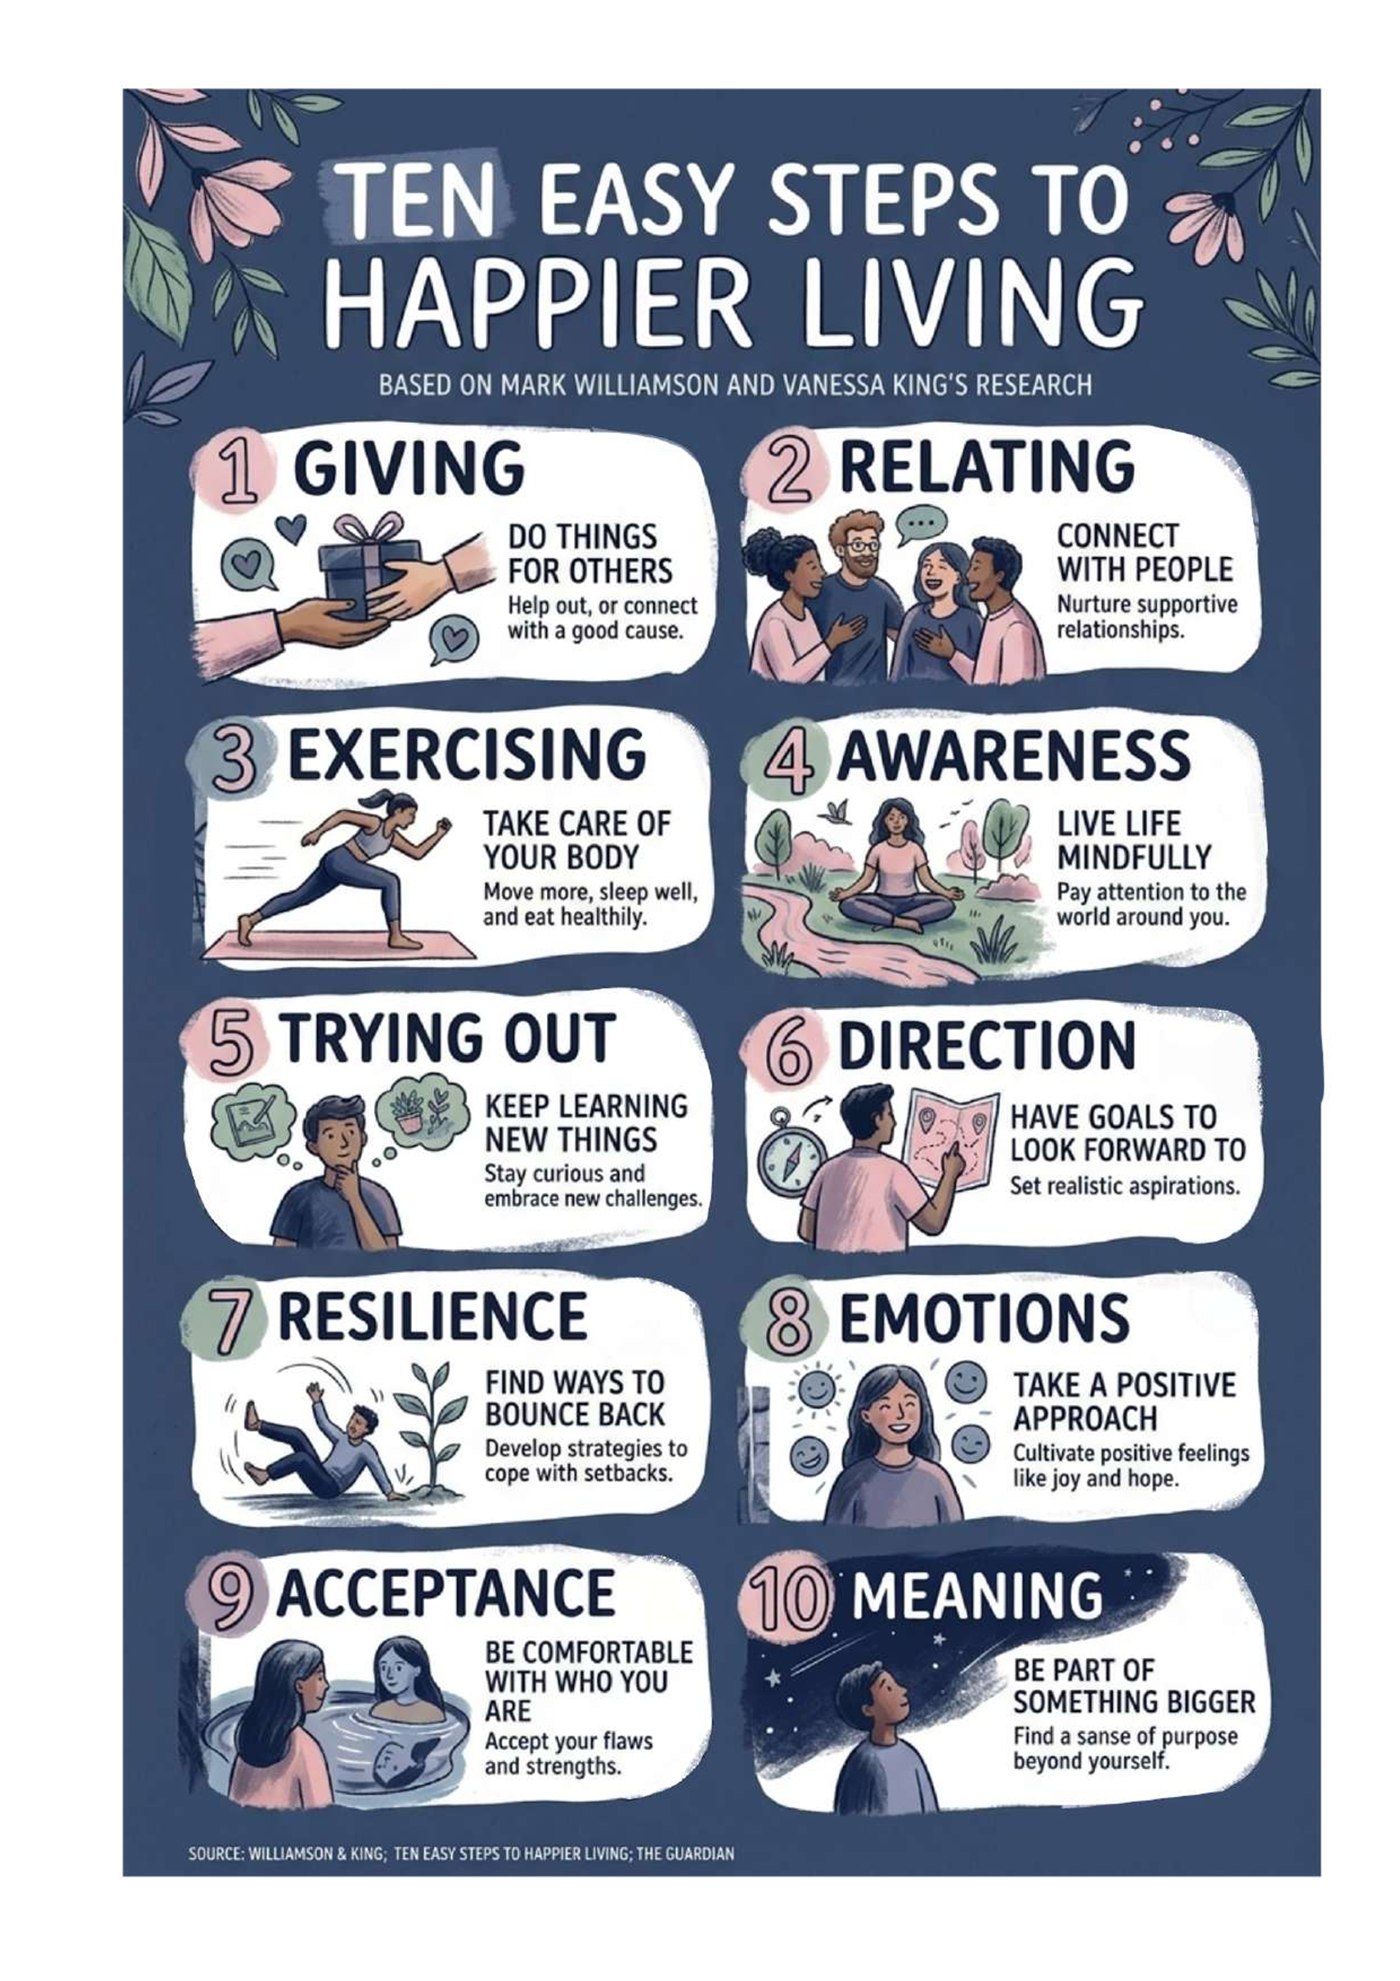 TEN EASY STEPS TO
HAPPIER LIVING
BASED ON MARK WILLIAMSON AND VANESSA KING'S RESEARCH
1 GIVING
DO THINGS
FOR OTHERS
Help out, or connect
with a good cause.
2 RELATING
CONNECT
WITH PEOPLE
Nurture supportive
relationships.
3 EXERCISING
TAKE CARE OF
YOUR BODY
Move more, sleep well,
and eat healthily.
4 AWARENESS
LIVE LIFE
MINDFULLY
Pay attention to the
world around you.
5 TRYING OUT
KEEP LEARNING
NEW THINGS
Stay curious and
embrace new challenges.
6 DIRECTION
HAVE GOALS TO
LOOK FORWARD TO
Set realistic aspirations.
7 RESILIENCE
FIND WAYS TO
BOUNCE BACK
Develop strategies to
cope with setbacks.
8 EMOTIONS
TAKE A POSITIVE
APPROACH
Cultivate positive feelings
like joy and hope.
9 ACCEPTANCE
BE COMFORTABLE
WITH WHO YOU
ARE
Accept your flaws
and strengths.
10 MEANING
BE PART OF
SOMETHING BIGGER
Find a sanse of purpose
beyond yourself.
SOURCE: WILLIAMSON & KING; TEN EASY STEPS TO HAPPIER LIVING; THE GUARDIAN